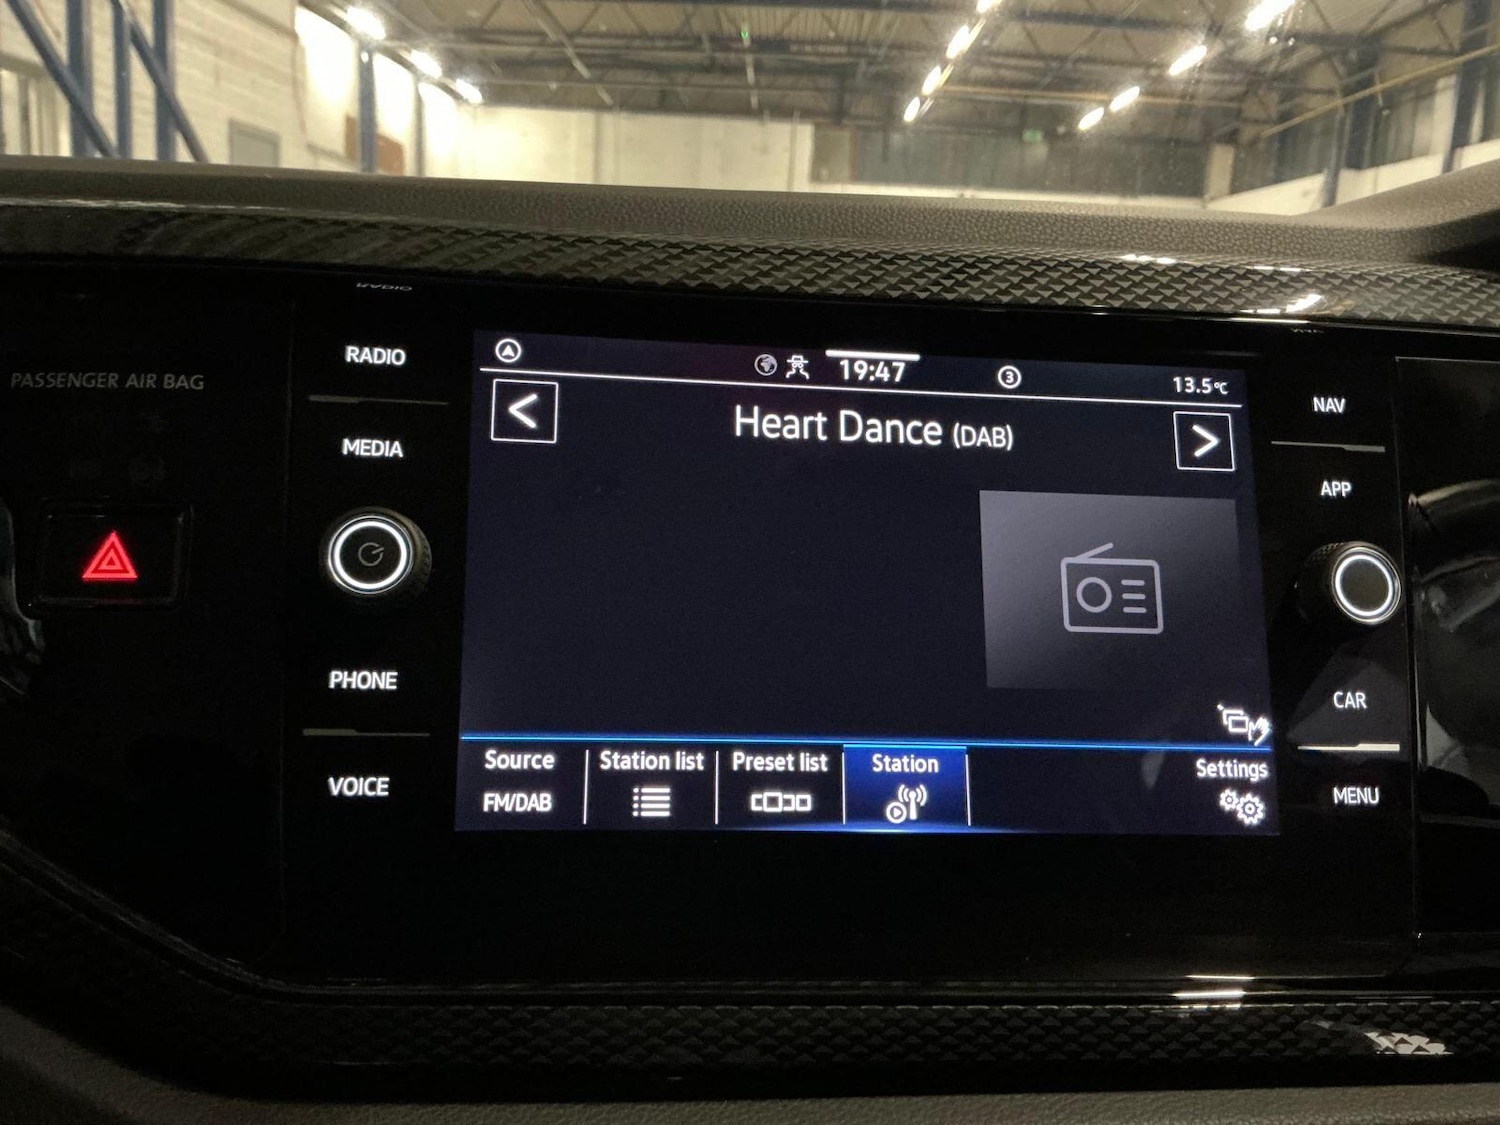 PASSENGER AIR BAG
RADIO
MEDIA
PHONE
VOICE
19:47
3
13.5°C
Heart Dance (DAB)
Source
FM/DAB
Station list
Preset list
Station
Settings
NAV
APP
CAR
MENU